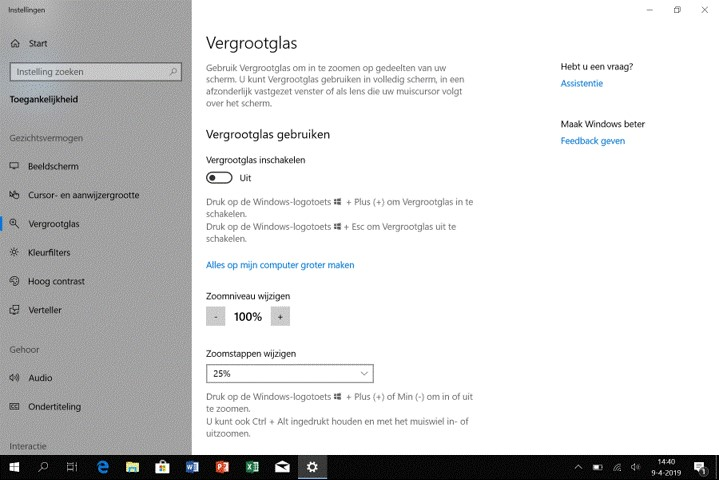 Instellingen
Start
Instelling zoeken
Toegankelijkheid
Gezichtsvermogen
Beeldscherm
Cursor- en aanwijzergrootte
Vergrootglas
Kleurfilters
Hoog contrast
Verteller
Gehoor
Audio
Ondertiteling
Interactie
Vergrootglas
Gebruik Vergrootglas om in te zoomen op gedeelten van uw
scherm. U kunt Vergrootglas gebruiken in volledig scherm, in een
afzonderlijk vastgezet venster of als lens die uw muiscursor volgt
over het scherm.
Vergrootglas gebruiken
Vergrootglas inschakelen
Uit
Druk op de Windows-logotoets + Plus (+) om Vergrootglas in te
schakelen.
Druk op de Windows-logotoets + Esc om Vergrootglas uit te
schakelen.
Alles op mijn computer groter maken
Zoomniveau wijzigen
- 100% +
Zoomstappen wijzigen
25%
Druk op de Windows-logotoets + Plus (+) of Min (-) om in of uit
te zoomen.
U kunt ook Ctrl + Alt ingedrukt houden en met het muiswiel in- of
uitzoomen.
Hebt u een vraag?
Assistentie
Maak Windows beter
Feedback geven
14:40
9-4-2019
1